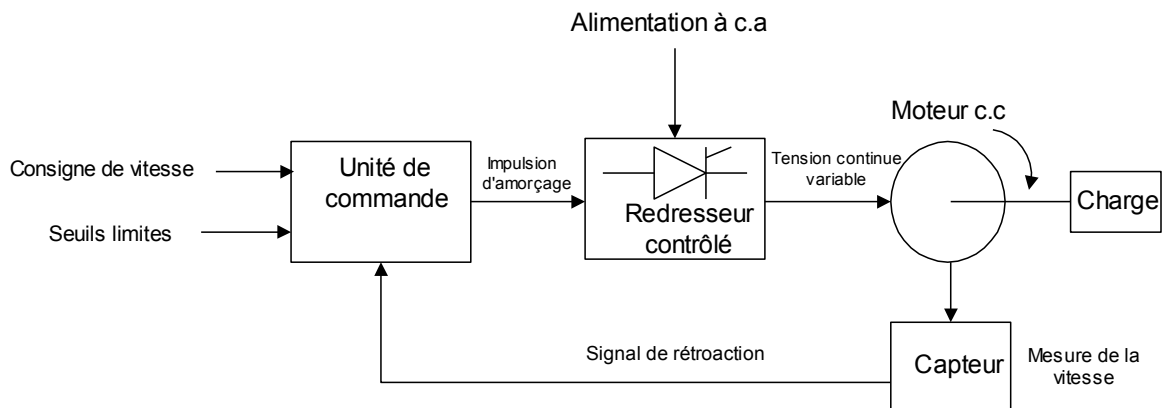 Alimentation à c.a
Moteur c.c
Consigne de vitesse
Seuils limites
Unité de
commande
Impulsion
d'amorçage
Redresseur
contrôlé
Tension continue
variable
Charge
Signal de rétroaction
Capteur
Mesure de la
vitesse